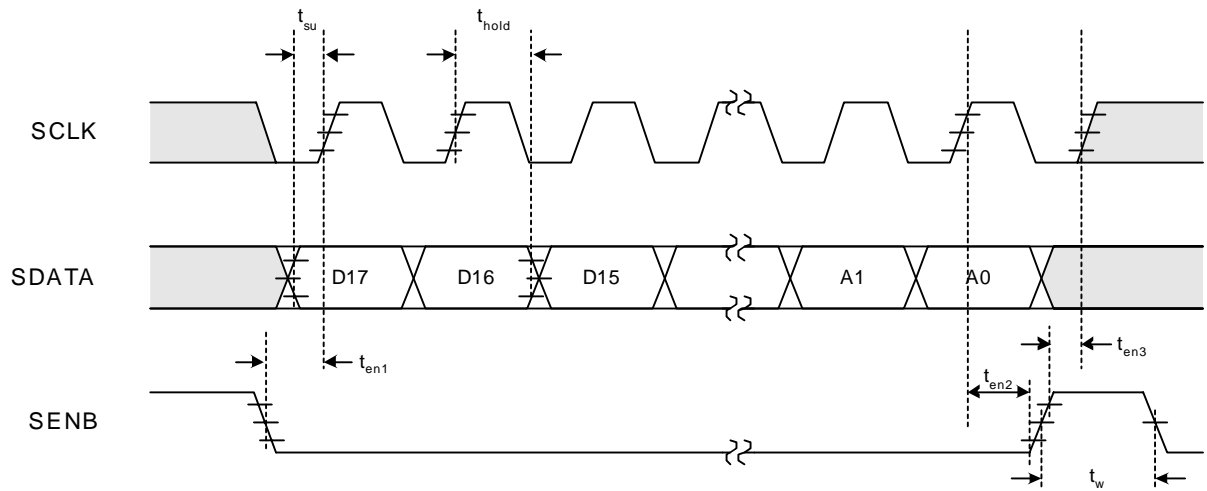 tsu
thold
SCLK
SDATA
D17
D16
D15
A1
A0
ten1
ten3
ten2
SENB
tw